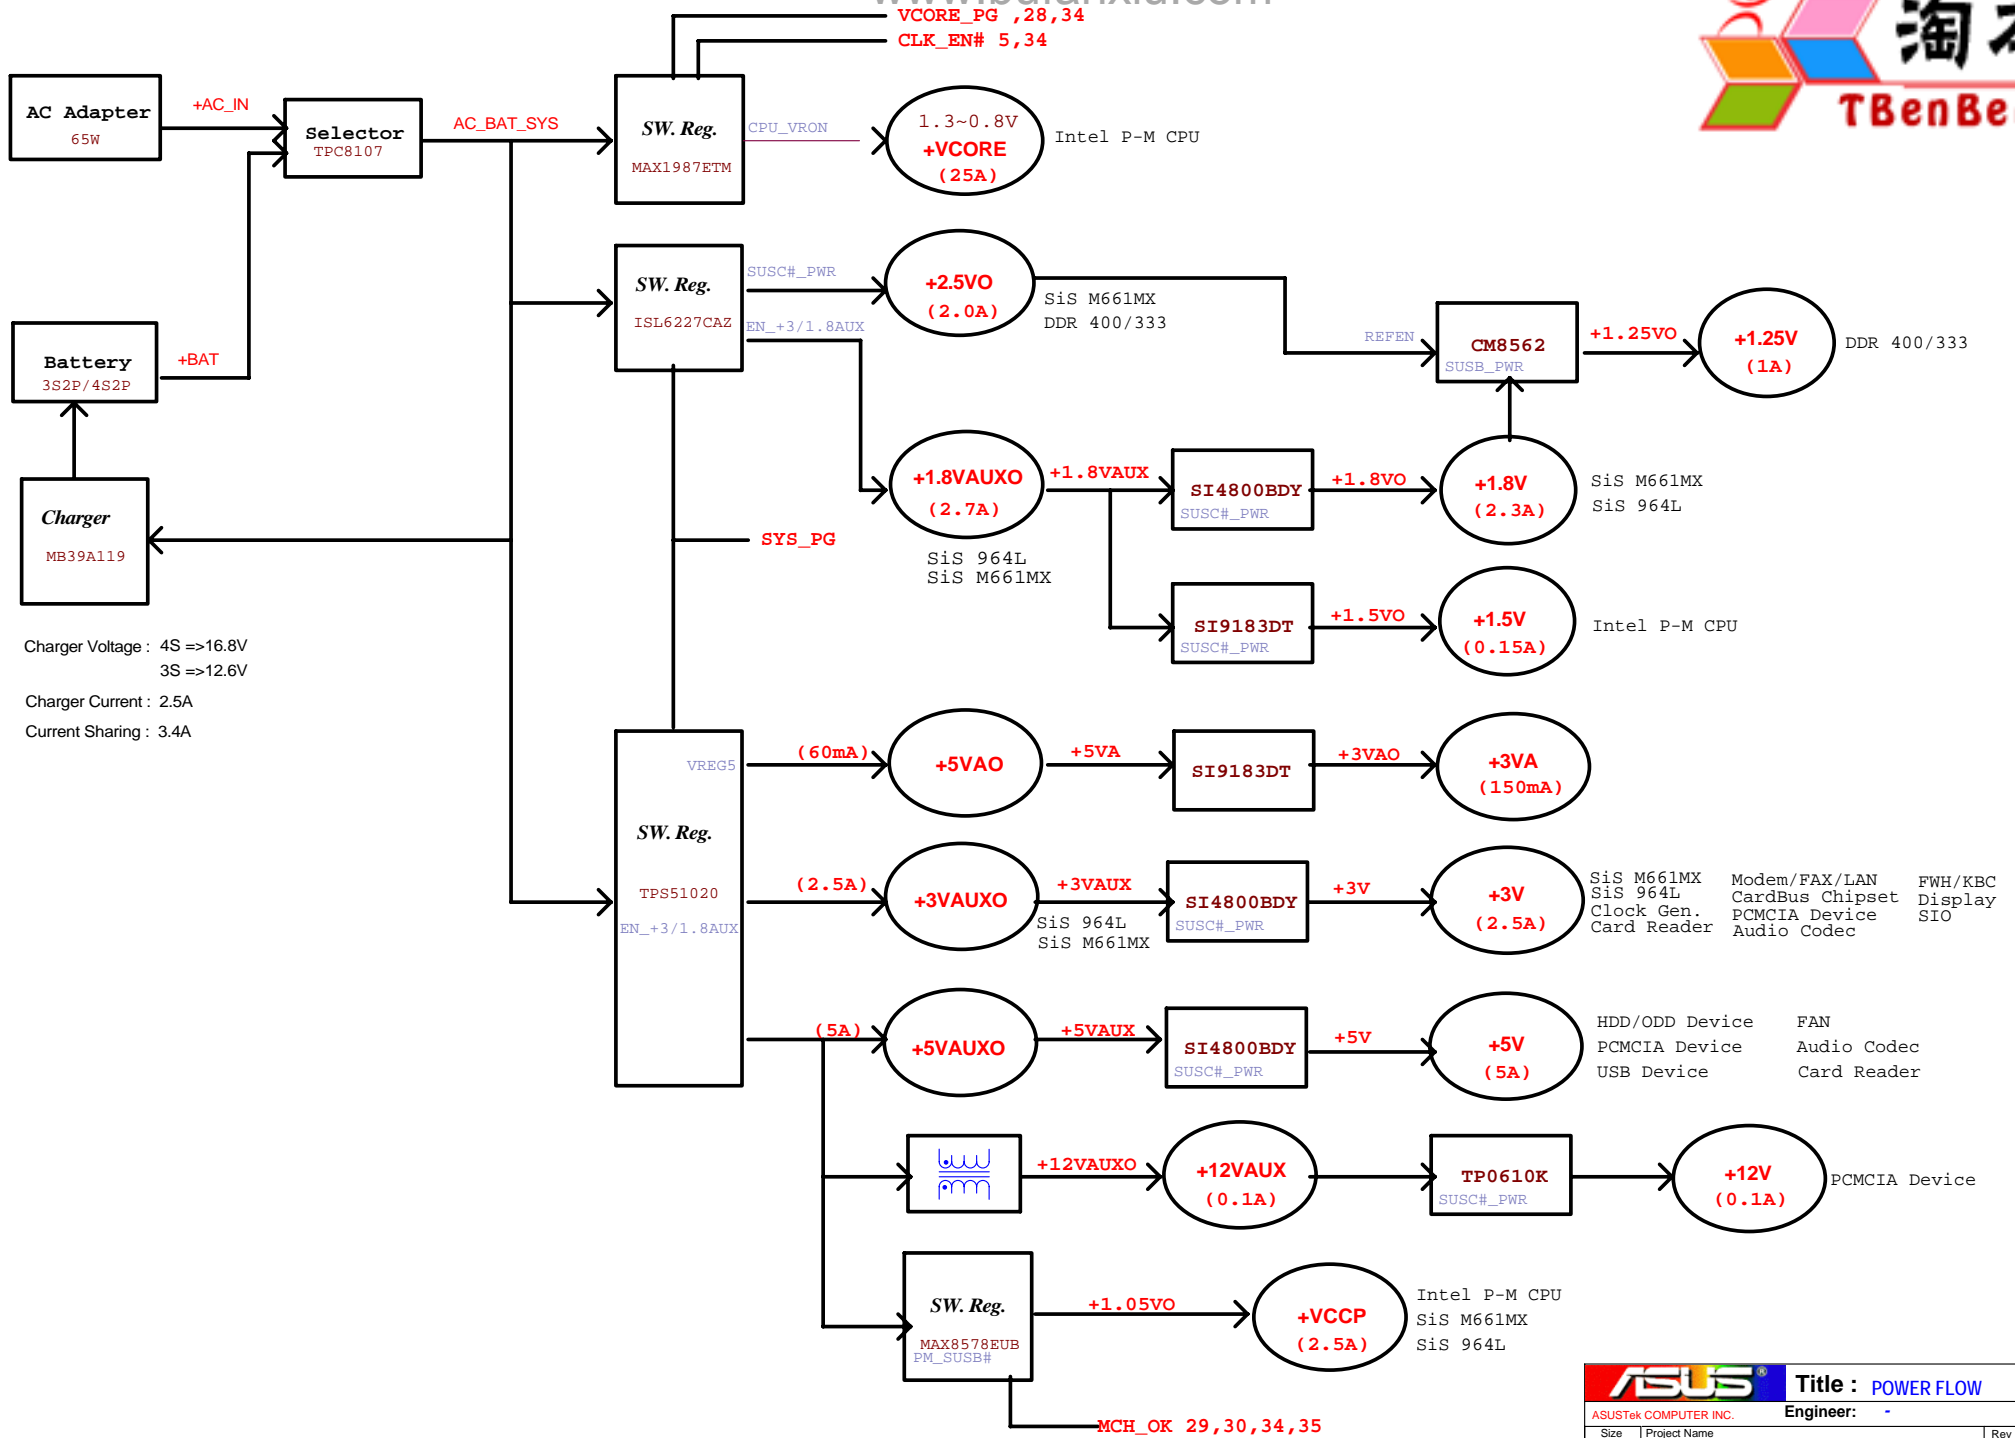 www.bufanxiu.com
VCORE_PG ,28,34
CLK_EN# 5,34
TBenBe
AC Adapter
65W
+AC_IN
Selector
TPC8107
AC_BAT_SYS
SW. Reg.
MAX1987ETM
CPU_VRON
1.3~0.8V
+VCORE
(25A)
Intel P-M CPU
Battery
3S2P/4S2P
+BAT
SW. Reg.
ISL6227CAZ
SUSC#_PWR
EN_+3/1.8AUX
+2.5VO
(2.0A)
SiS M661MX
DDR 400/333
REFEN
CM8562
SUSB_PWR
+1.25VO
+1.25V
(1A)
DDR 400/333
Charger
MB39A119
Charger Voltage : 4S =>16.8V
3S =>12.6V
Charger Current : 2.5A
Current Sharing : 3.4A
SYS_PG
+1.8VAUXO
(2.7A)
SiS 964L
SiS M661MX
+1.8VAUX
SI4800BDY
SUSC#_PWR
+1.8VO
+1.8V
(2.3A)
SiS M661MX
SiS 964L
SI9183DT
SUSC#_PWR
+1.5VO
+1.5V
(0.15A)
Intel P-M CPU
VREG5
SW. Reg.
TPS51020
EN_+3/1.8AUX
(60mA)
+5VAO
+5VA
SI9183DT
+3VAO
+3VA
(150mA)
(2.5A)
+3VAUXO
+3VAUX
SiS 964L
SiS M661MX
SI4800BDY
SUSC#_PWR
+3V
+3V
(2.5A)
SiS M661MX Modem/FAX/LAN FWH/KBC
SiS 964L CardBus Chipset Display
Clock Gen. PCMCIA Device SIO
Card Reader Audio Codec
(5A)
+5VAUXO
+5VAUX
SI4800BDY
SUSC#_PWR
+5V
+5V
(5A)
HDD/ODD Device FAN
PCMCIA Device Audio Codec
USB Device Card Reader
+12VAUXO
+12VAUX
(0.1A)
TP0610K
SUSC#_PWR
+12V
(0.1A)
PCMCIA Device
SW. Reg.
MAX8578EUB
PM_SUSB#
+1.05VO
+VCCP
(2.5A)
Intel P-M CPU
SiS M661MX
SiS 964L
MCH_OK 29,30,34,35
ASUS ®
Title : POWER FLOW
ASUSTek COMPUTER INC. Engineer: -
Size Project Name Rev